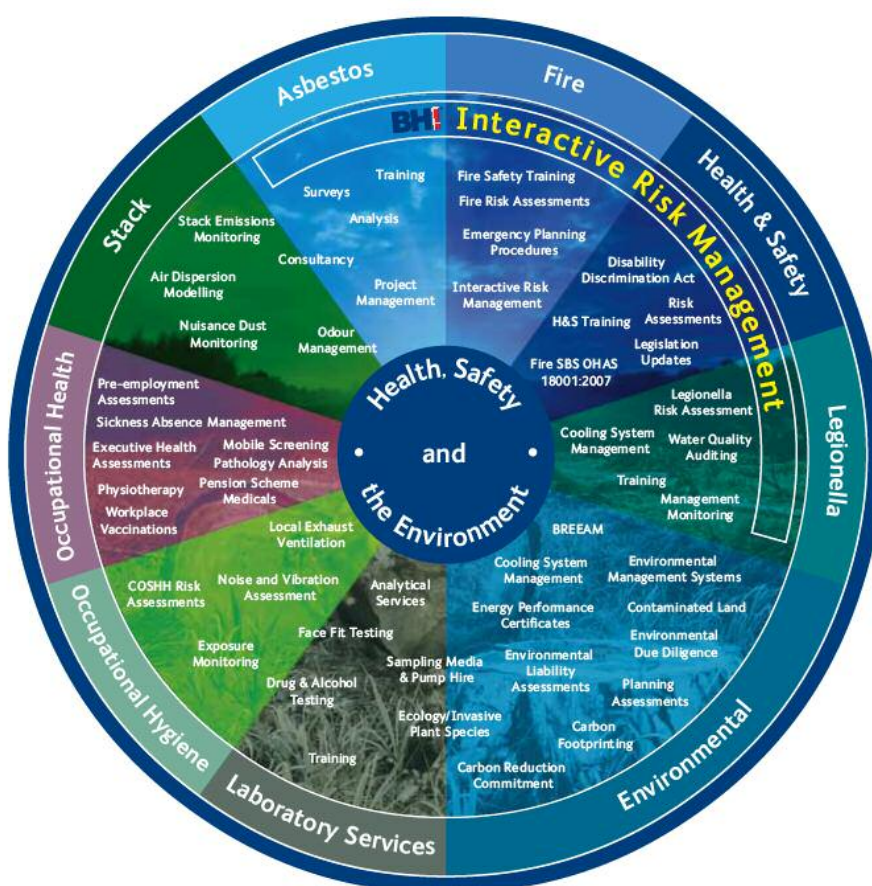 Asbestos
Fire
Health & Safety
Legionella
Environmental
Laboratory Services
Occupational Hygiene
Occupational Health
Stack
BH!
Interactive Risk Management
Health, Safety
and
the Environment
Training
Surveys
Analysis
Consultancy
Project
Management
Fire Safety Training
Fire Risk Assessments
Emergency Planning
Procedures
Interactive Risk
Management
Disability
Discrimination Act
Risk
Assessments
H&S Training
Legislation
Updates
Fire SBS OHAS
18001:2007
Legionella
Risk Assessment
Cooling System
Management
Water Quality
Auditing
Training
Management
Monitoring
BREEAM
Cooling System
Management
Environmental
Management Systems
Energy Performance
Certificates
Contaminated Land
Environmental
Due Diligence
Environmental
Liability
Assessments
Planning
Assessments
Carbon
Footprinting
Carbon Reduction
Commitment
Analytical
Services
Face Fit Testing
Sampling Media
& Pump Hire
Drug & Alcohol
Testing
Ecology/Invasive
Plant Species
Training
Local Exhaust
Ventilation
COSHH Risk
Assessments
Noise and Vibration
Assessment
Exposure
Monitoring
Pre-employment
Assessments
Sickness Absence Management
Executive Health
Assessments
Mobile Screening
Pathology Analysis
Physiotherapy
Pension Scheme
Medicals
Workplace
Vaccinations
Stack Emissions
Monitoring
Air Dispersion
Modelling
Nuisance Dust
Monitoring
Odour
Management